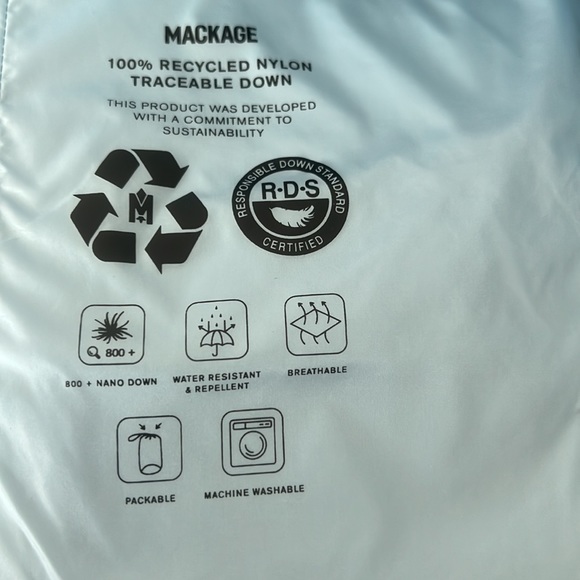 MACKAGE
100% RECYCLED NYLON
TRACEABLE DOWN
THIS PRODUCT WAS DEVELOPED
WITH A COMMITMENT TO
SUSTAINABILITY
M
RESPONSIBLE DOWN STANDARD
R·D·S
CERTIFIED
800 +
800 + NANO DOWN
WATER RESISTANT
& REPELLENT
BREATHABLE
PACKABLE
MACHINE WASHABLE